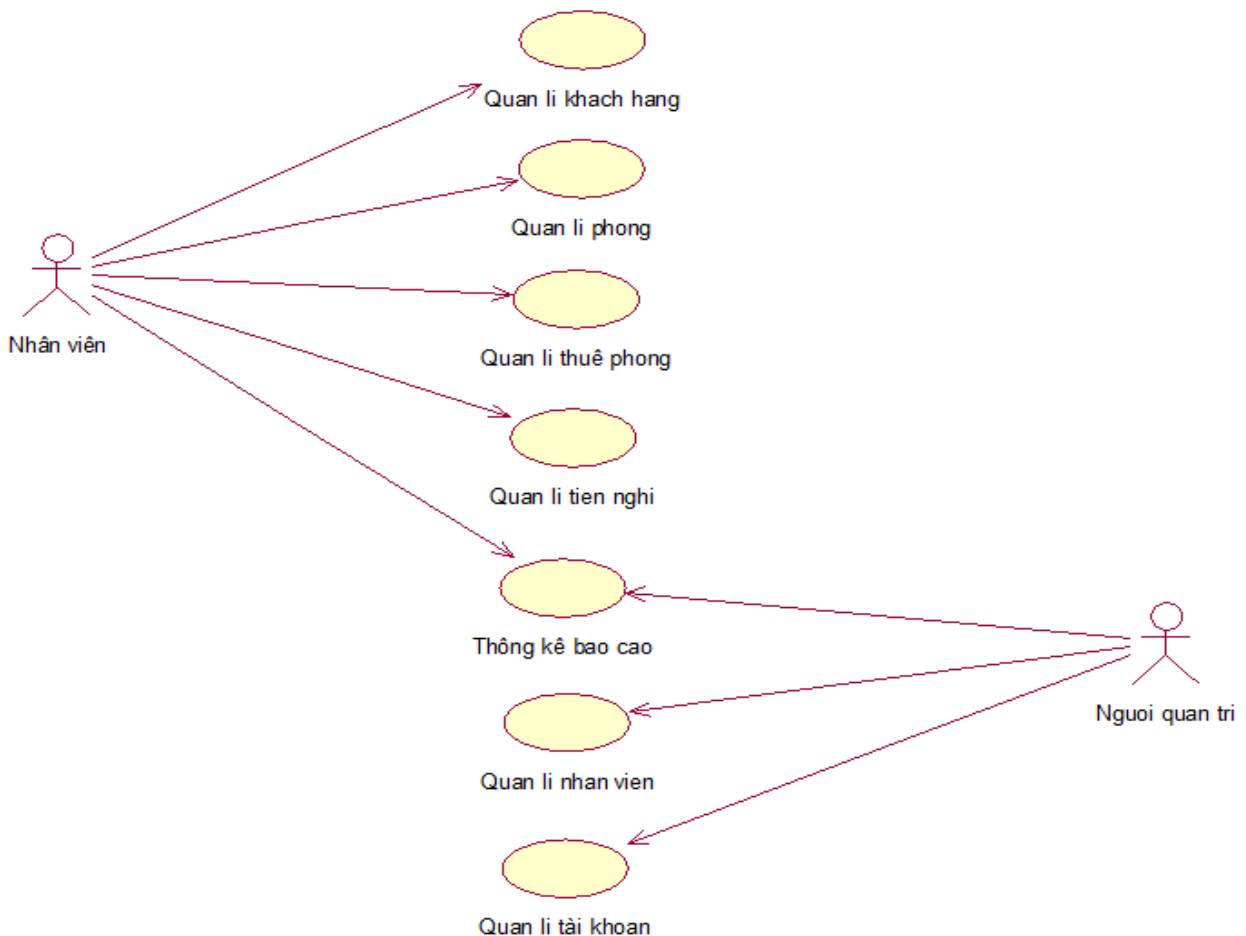 Quan li khach hang
Quan li phong
Nhân viên
Quan li thuê phong
Quan li tien nghi
Thông kê bao cao
Nguoi quan tri
Quan li nhan vien
Quan li tài khoan